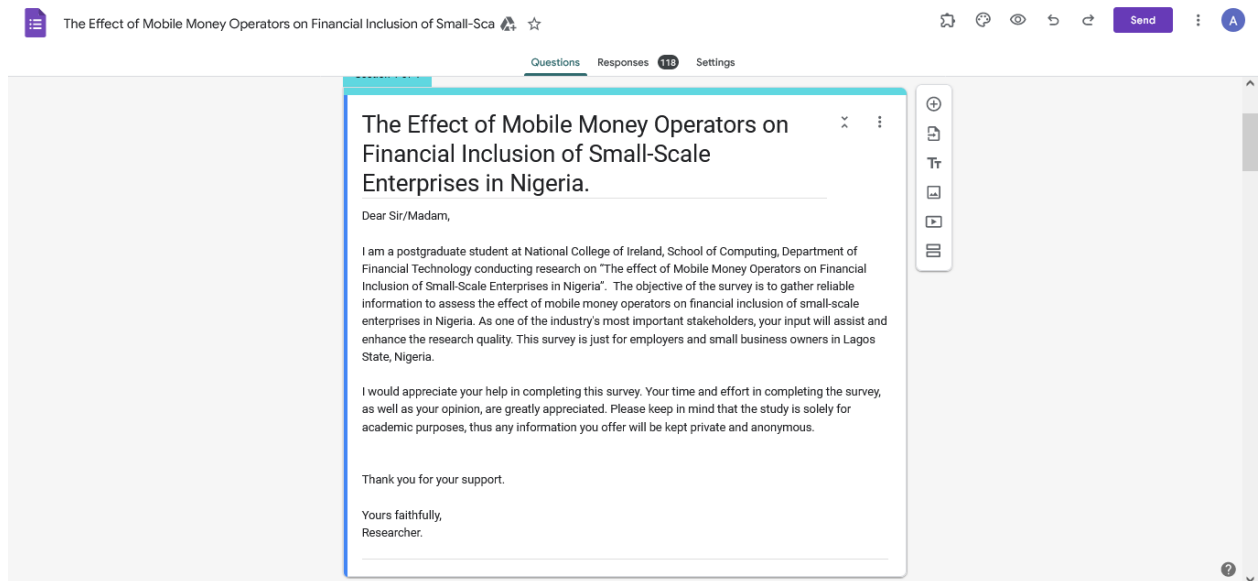 The Effect of Mobile Money Operators on Financial Inclusion of Small-Sca
Send
A
Questions
Responses 118
Settings
The Effect of Mobile Money Operators on
Financial Inclusion of Small-Scale
Enterprises in Nigeria.
Dear Sir/Madam,
I am a postgraduate student at National College of Ireland, School of Computing, Department of
Financial Technology conducting research on “The effect of Mobile Money Operators on Financial
Inclusion of Small-Scale Enterprises in Nigeria”.  The objective of the survey is to gather reliable
information to assess the effect of mobile money operators on financial inclusion of small-scale
enterprises in Nigeria. As one of the industry's most important stakeholders, your input will assist and
enhance the research quality. This survey is just for employers and small business owners in Lagos
State, Nigeria.
I would appreciate your help in completing this survey. Your time and effort in completing the survey,
as well as your opinion, are greatly appreciated. Please keep in mind that the study is solely for
academic purposes, thus any information you offer will be kept private and anonymous.
Thank you for your support.
Yours faithfully,
Researcher.